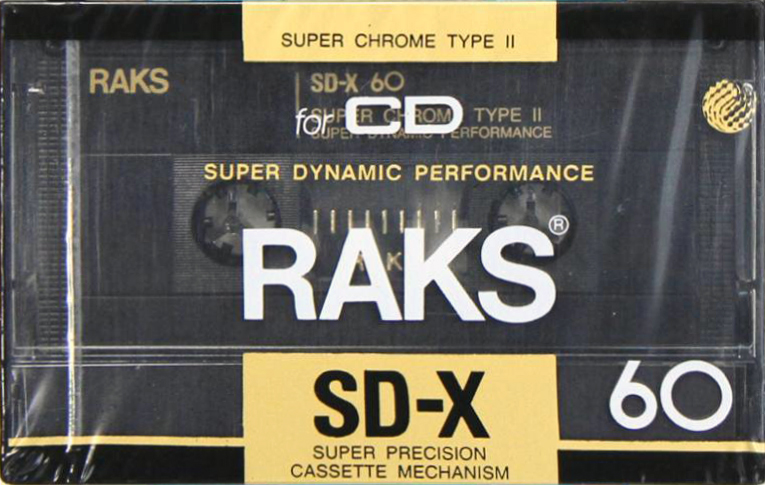 SUPER CHROME TYPE II
RAKS
SD-X 60
SUPER CHROME TYPE II
for CD
SUPER DYNAMIC PERFORMANCE
SUPER DYNAMIC PERFORMANCE
RAKS®
SD-X
60
SUPER PRECISION
CASSETTE MECHANISM